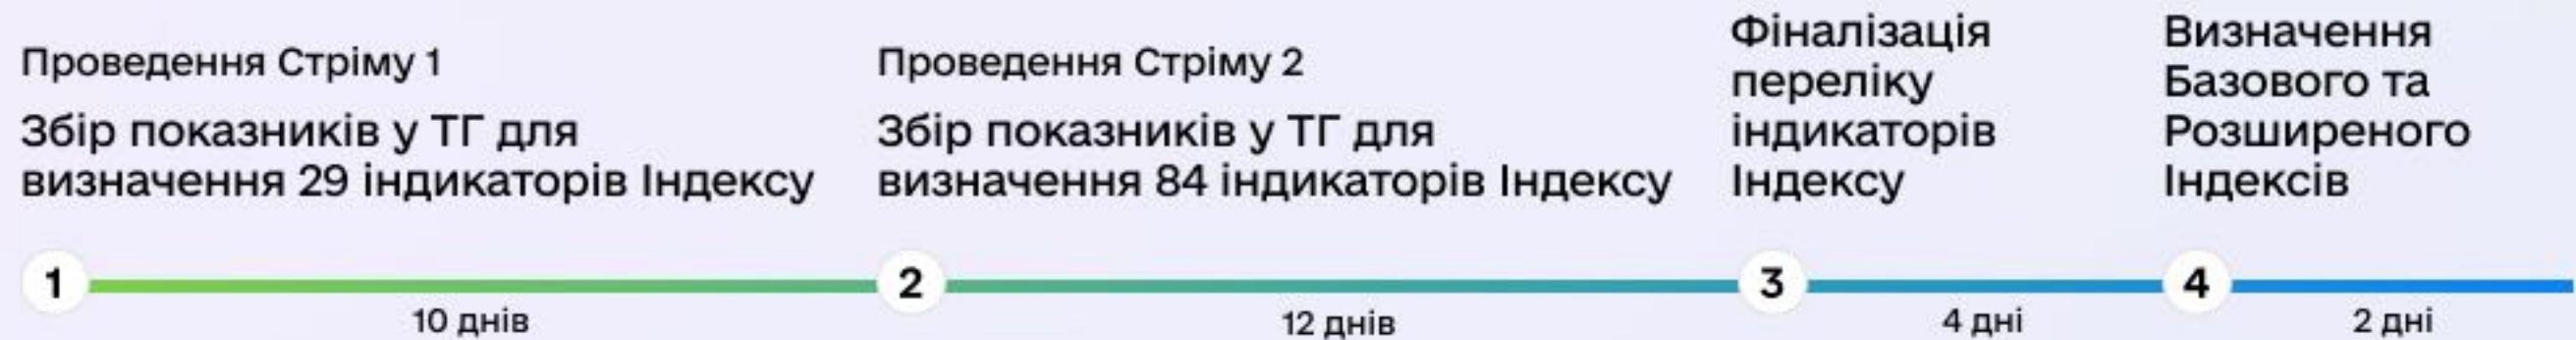 Проведення Стріму 1
Збір показників у ТГ для
визначення 29 індикаторів Індексу
Проведення Стріму 2
Збір показників у ТГ для
визначення 84 індикаторів Індексу
Фіналізація
переліку
індикаторів
Індексу
Визначення
Базового та
Розширеного
Індексів
1
2
3
4
10 днів
12 днів
4 дні
2 дні